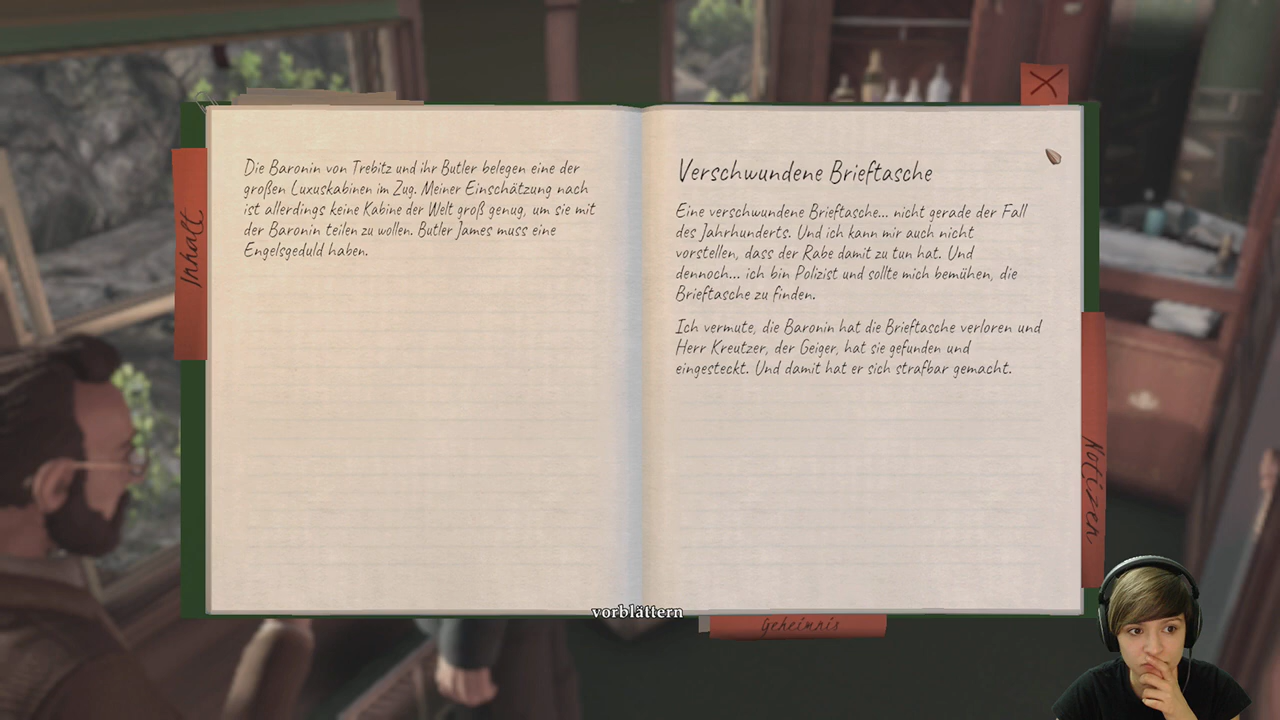 Die Baronin von Trebitz und ihr Butler belegen eine der
großen Luxuskabinen im Zug. Meiner Einschätzung nach
ist allerdings keine Kabine der Welt groß genug, um sie mit
der Baronin teilen zu wollen. Butler James muss eine
Engelsgeduld haben.
Verschwundene Brieftasche
Eine verschwundene Brieftasche... nicht gerade der Fall
des Jahrhunderts. Und ich kann mir auch nicht
vorstellen, dass der Rabe damit zu tun hat. Und
dennoch... ich bin Polizist und sollte mich bemühen, die
Brieftasche zu finden.
Ich vermute, die Baronin hat die Brieftasche verloren und
Herr Kreutzer, der Geiger, hat sie gefunden und
eingesteckt. Und damit hat er sich strafbar gemacht.
Inhalt
Notizen
vorblättern
Geheimnis